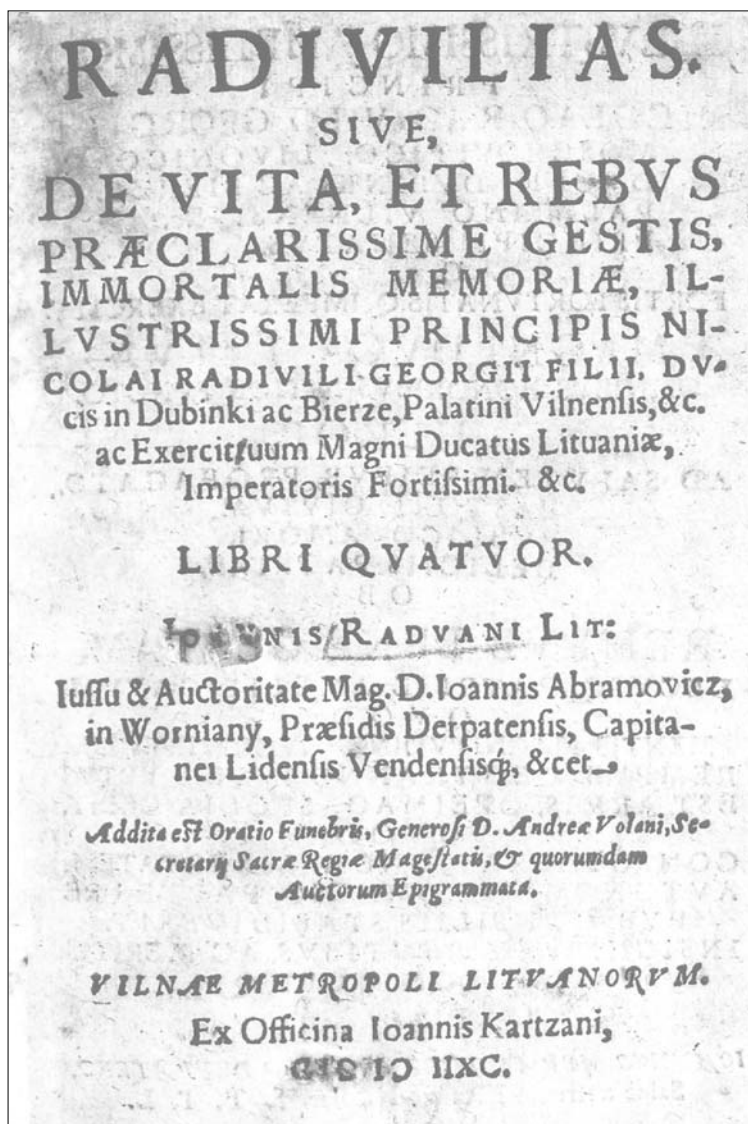 RADIVILIAS.
SIVE,
DE VITA, ET REBVS
PRÆCLARISSIME GESTIS,
IMMORTALIS MEMORIÆ, IL-
LVSTRISSIMI PRINCIPIS NI-
COLAI RADIVILI GEORGII FILII, DV-
cis in Dubinki ac Bierze, Palatini Vilnenſis, &c.
ac Exercituum Magni Ducatus Lituaniæ,
Imperatoris Fortiſsimi. &c.
LIBRI QVATVOR.
RADVANI LIT:
Iuſſu & Auctoritate Mag. D. Ioannis Abramovicz,
in Worniany, Præſidis Derpatenſis, Capita-
nei Lidenſis Vendenſisq́, &cet.
Addita eſt Oratio Funebris, Generoſi D. Andreæ Volani, Se-
cretarij Sacræ Regiæ Mageſtatis, & quorumdam
Auctorum Epigrammata.
VILNÆ METROPOLI LITVANORVM.
Ex Officina Ioannis Kartzani,
IIXC.